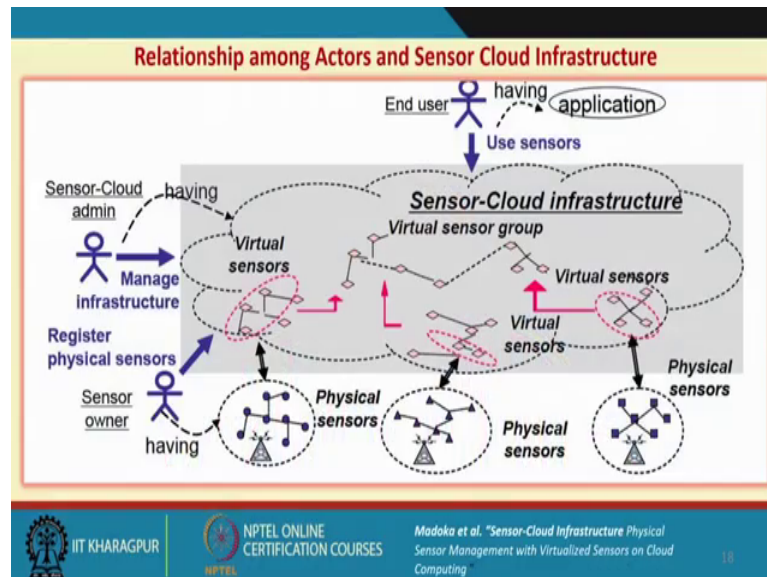 Relationship among Actors and Sensor Cloud Infrastructure
End user
having
application
Use sensors
Sensor-Cloud
admin
having
Sensor-Cloud infrastructure
Virtual sensor group
Virtual
sensors
Manage
infrastructure
Virtual sensors
Virtual
sensors
Register
physical sensors
Sensor
owner
having
Physical
sensors
Physical
sensors
Physical
sensors
IIT KHARAGPUR
NPTEL
NPTEL ONLINE
CERTIFICATION COURSES
Madoka et al. "Sensor-Cloud Infrastructure Physical
Sensor Management with Virtualized Sensors on Cloud
Computing "
18